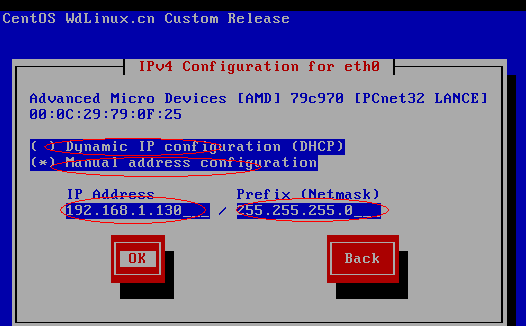 CentOS WdLinux.cn Custom Release
IPv4 Configuration for eth0
Advanced Micro Devices [AMD] 79c970 [PCnet32 LANCE]
00:0C:29:79:0F:25
( ) Dynamic IP configuration (DHCP)
(*) Manual address configuration
IP Address Prefix (Netmask)
192.168.1.130___ / 255.255.255.0___
OK Back